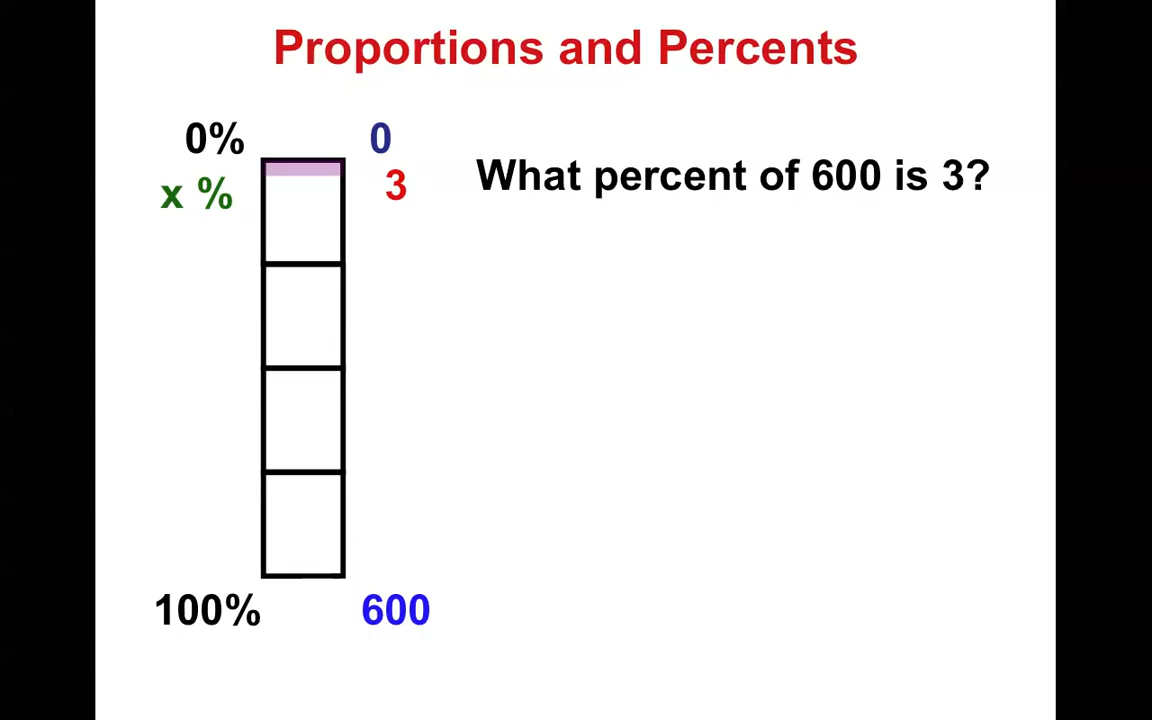 Proportions and Percents
0% 0
x % 3
What percent of 600 is 3?
100% 600